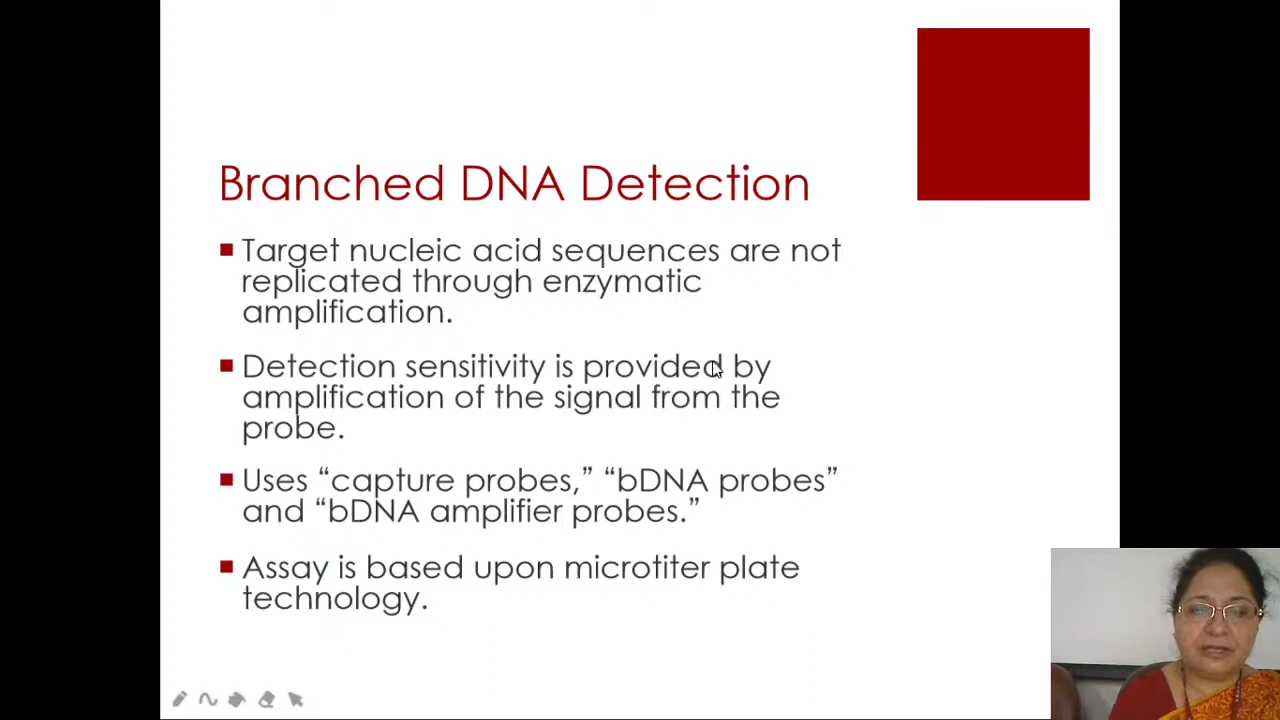 Branched DNA Detection
Target nucleic acid sequences are not
replicated through enzymatic
amplification.
Detection sensitivity is provided by
amplification of the signal from the
probe.
Uses “capture probes,” “bDNA probes”
and “bDNA amplifier probes.”
Assay is based upon microtiter plate
technology.